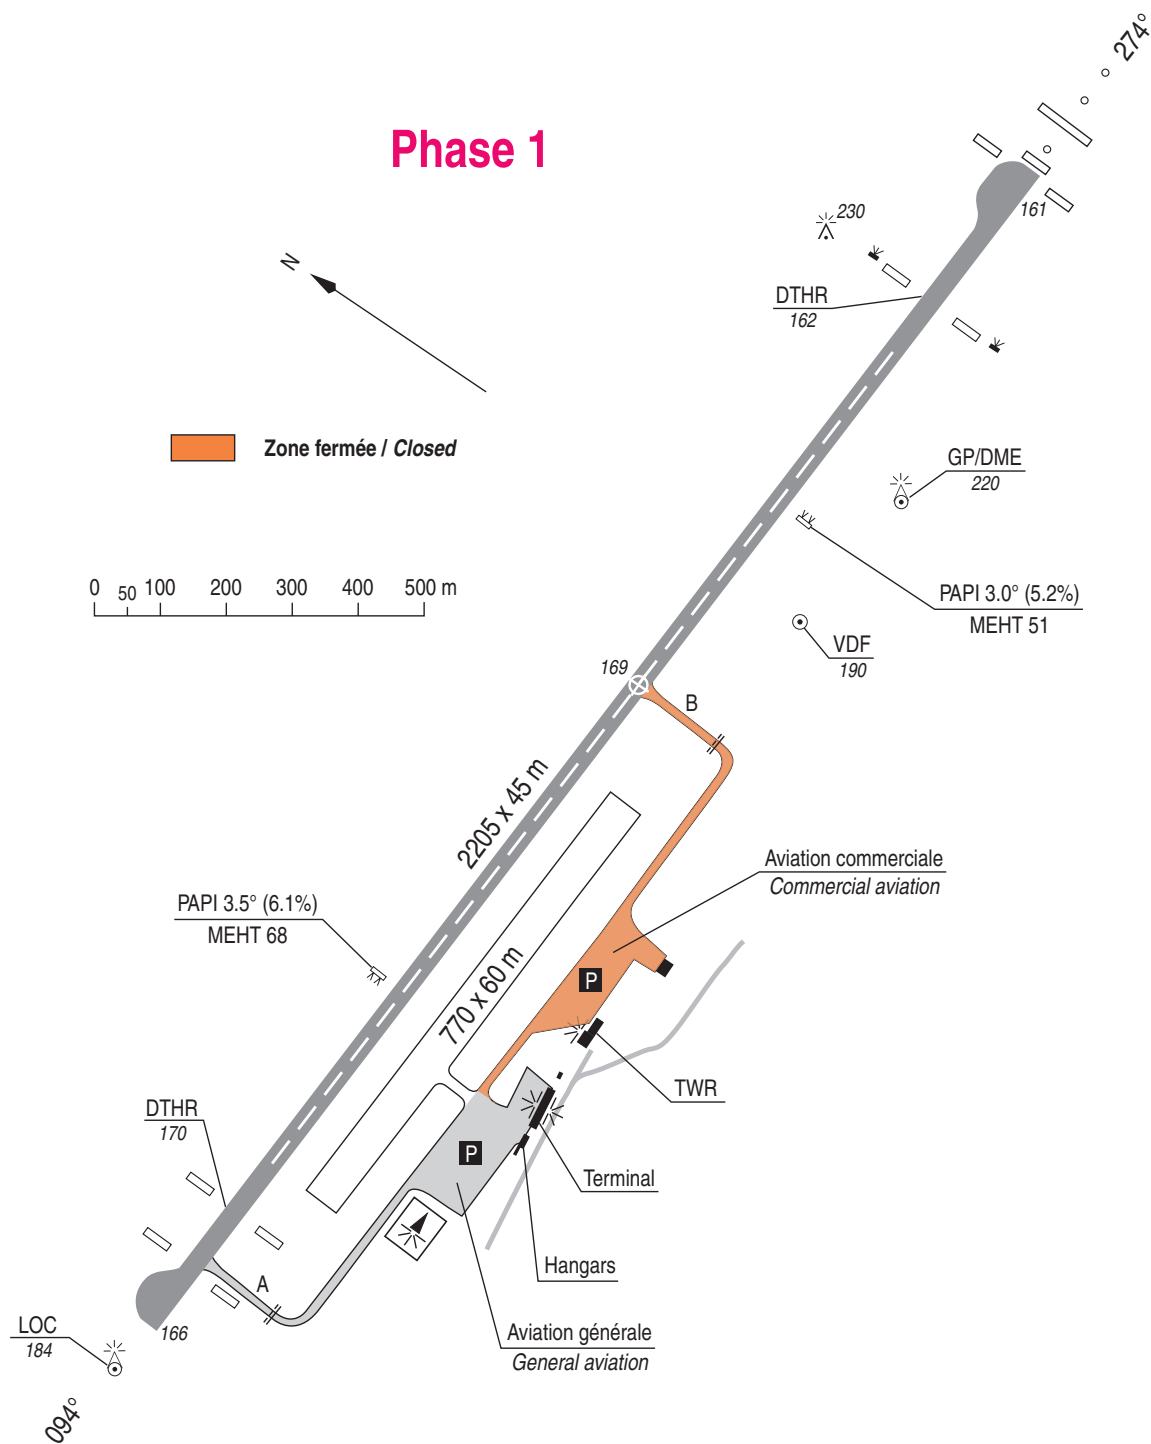 274°
Phase 1
230
161
N
DTHR
162
Zone fermée / Closed
GP/DME
220
0 50 100 200 300 400 500 m
PAPI 3.0° (5.2%)
MEHT 51
VDF
190
169
B
2205 x 45 m
Aviation commerciale
Commercial aviation
PAPI 3.5° (6.1%)
MEHT 68
P
770 x 60 m
TWR
DTHR
170
P
Terminal
Hangars
A
LOC
184
166
Aviation générale
General aviation
094°